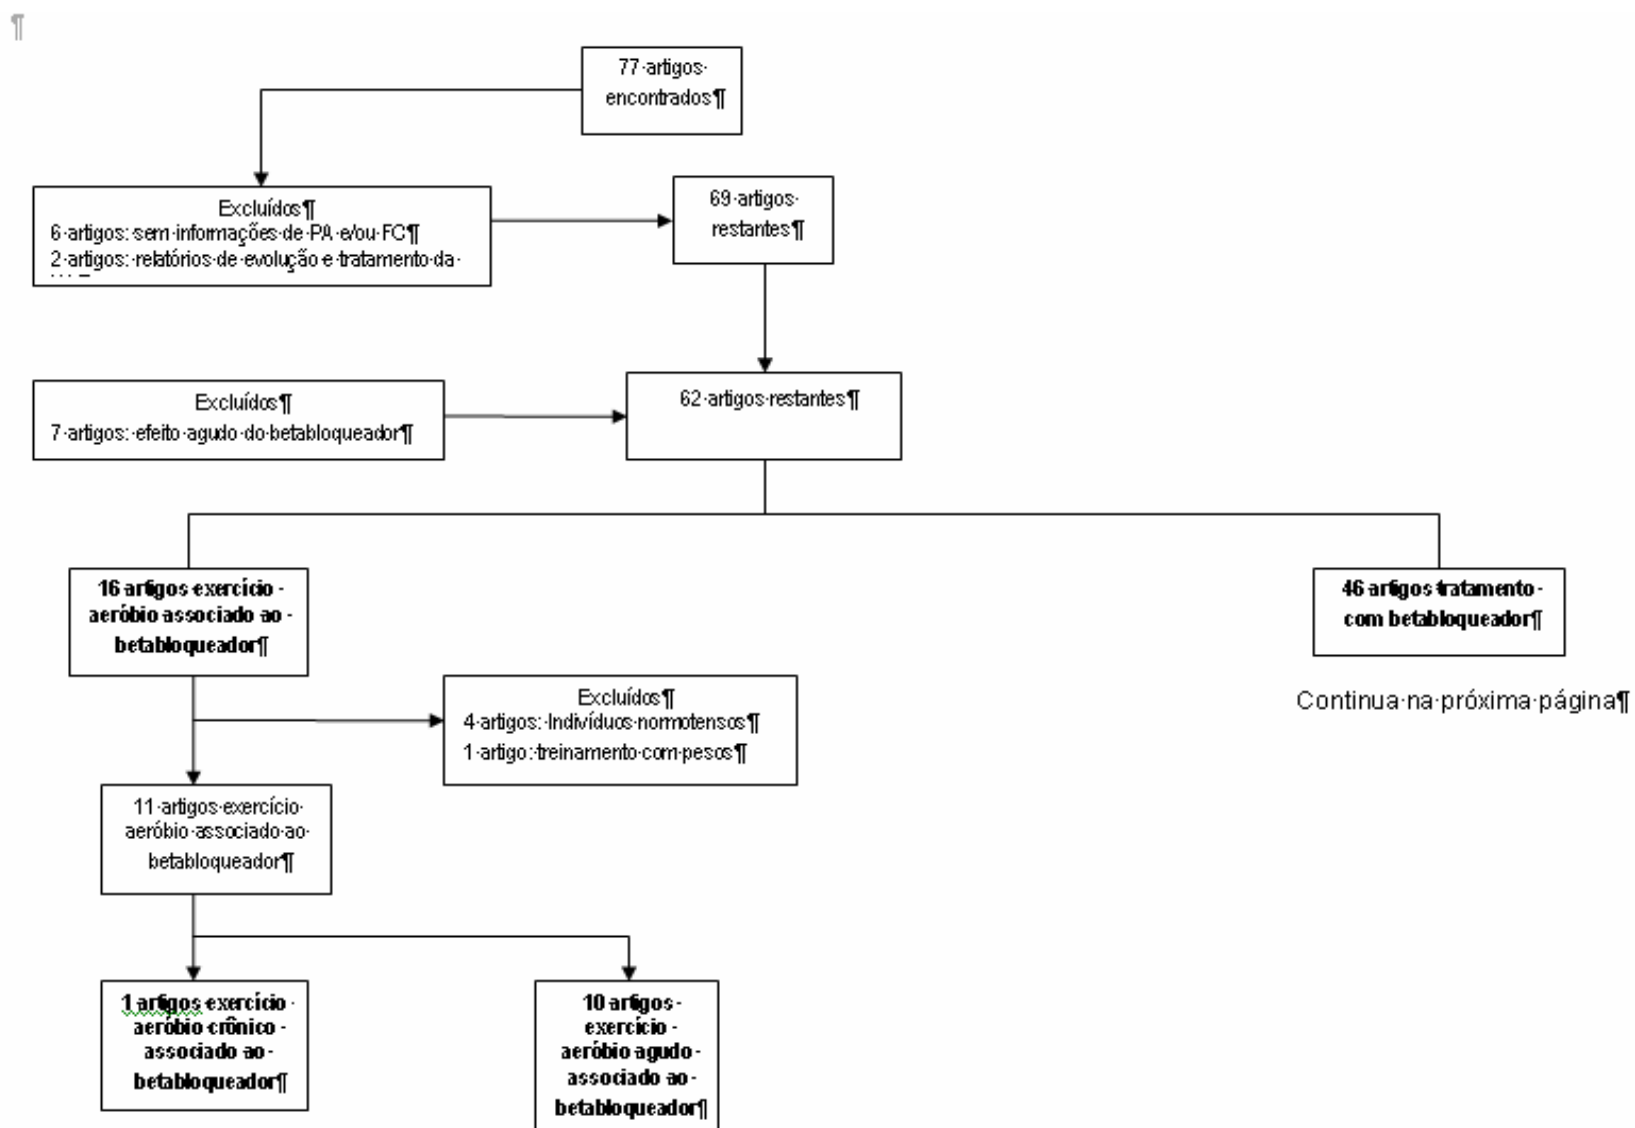 77 artigos
encontrados¶
Excluídos¶
6 artigos: sem informações de PA e/ou FC¶
2 artigos: relatórios de evolução e tratamento da
69 artigos
restantes¶
Excluídos¶
7 artigos: efeito agudo do betabloqueador¶
62 artigos restantes¶
16 artigos exercício
aeróbio associado ao
betabloqueador¶
46 artigos tratamento
com betabloqueador¶
Continua na próxima página¶
Excluídos¶
4 artigos: Indivíduos normotensos¶
1 artigo: treinamento com pesos¶
11 artigos exercício
aeróbio associado ao
betabloqueador¶
1 artigos exercício
aeróbio crônico
associado ao
betabloqueador¶
10 artigos
exercício
aeróbio agudo
associado ao
betabloqueador¶